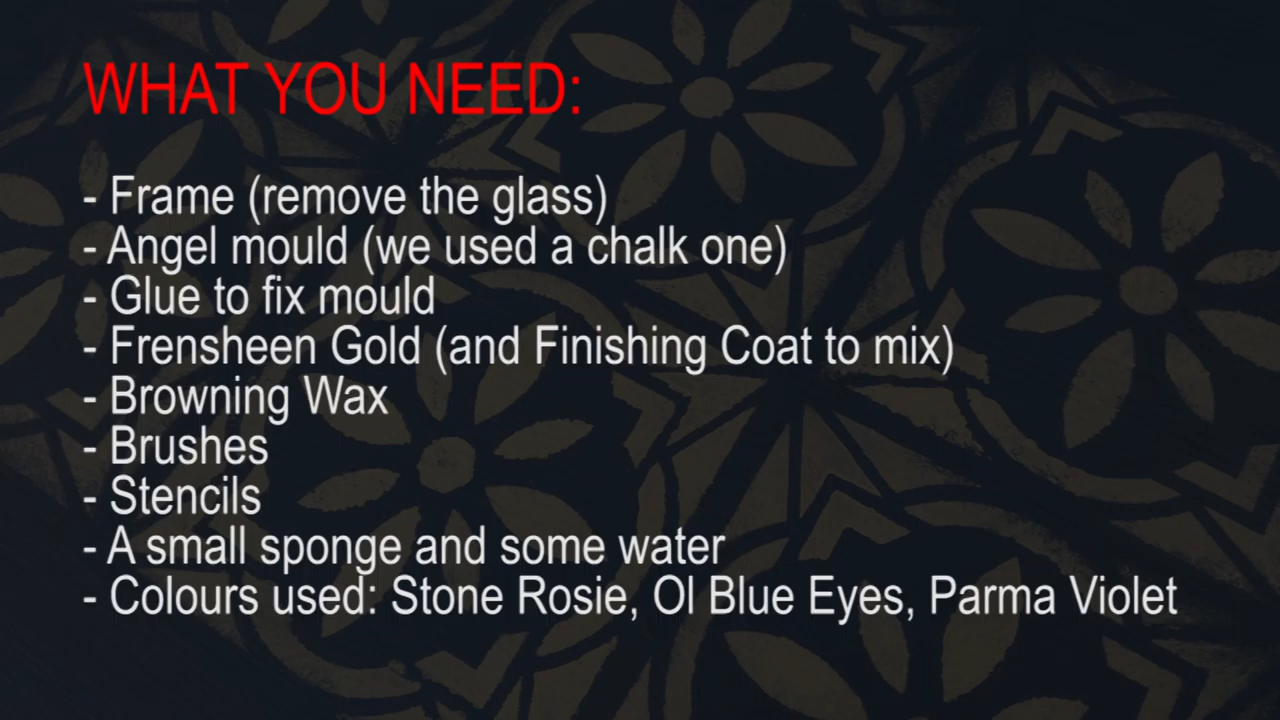 WHAT YOU NEED:
- Frame (remove the glass)
- Angel mould (we used a chalk one)
- Glue to fix mould
- Frensheen Gold (and Finishing Coat to mix)
- Browning Wax
- Brushes
- Stencils
- A small sponge and some water
- Colours used: Stone Rosie, Ol Blue Eyes, Parma Violet